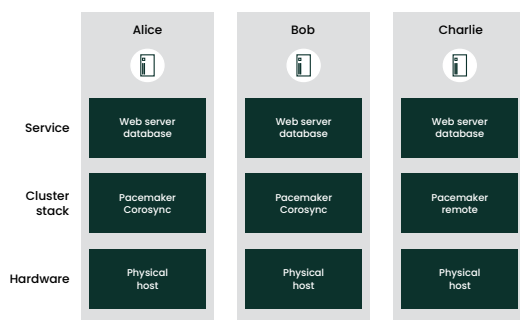 Alice
Bob
Charlie
Service
Web server
database
Web server
database
Web server
database
Cluster
stack
Pacemaker
Corosync
Pacemaker
Corosync
Pacemaker
remote
Hardware
Physical
host
Physical
host
Physical
host